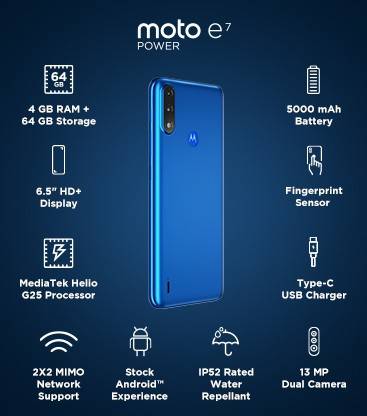 moto e7
POWER
64
GB
4 GB RAM +
64 GB Storage
5000 mAh
Battery
6.5" HD+
Display
Fingerprint
Sensor
MediaTek Helio
G25 Processor
Type-C
USB Charger
2X2 MIMO
Network
Support
Stock
Android™
Experience
IP52 Rated
Water
Repellant
13 MP
Dual Camera